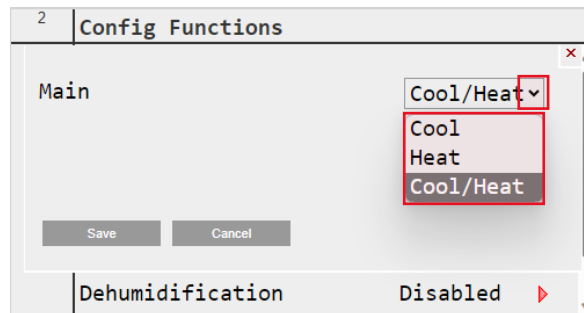 2
Config Functions
×
Main Cool/Heat
Cool
Heat
Cool/Heat
Save Cancel
Dehumidification Disabled